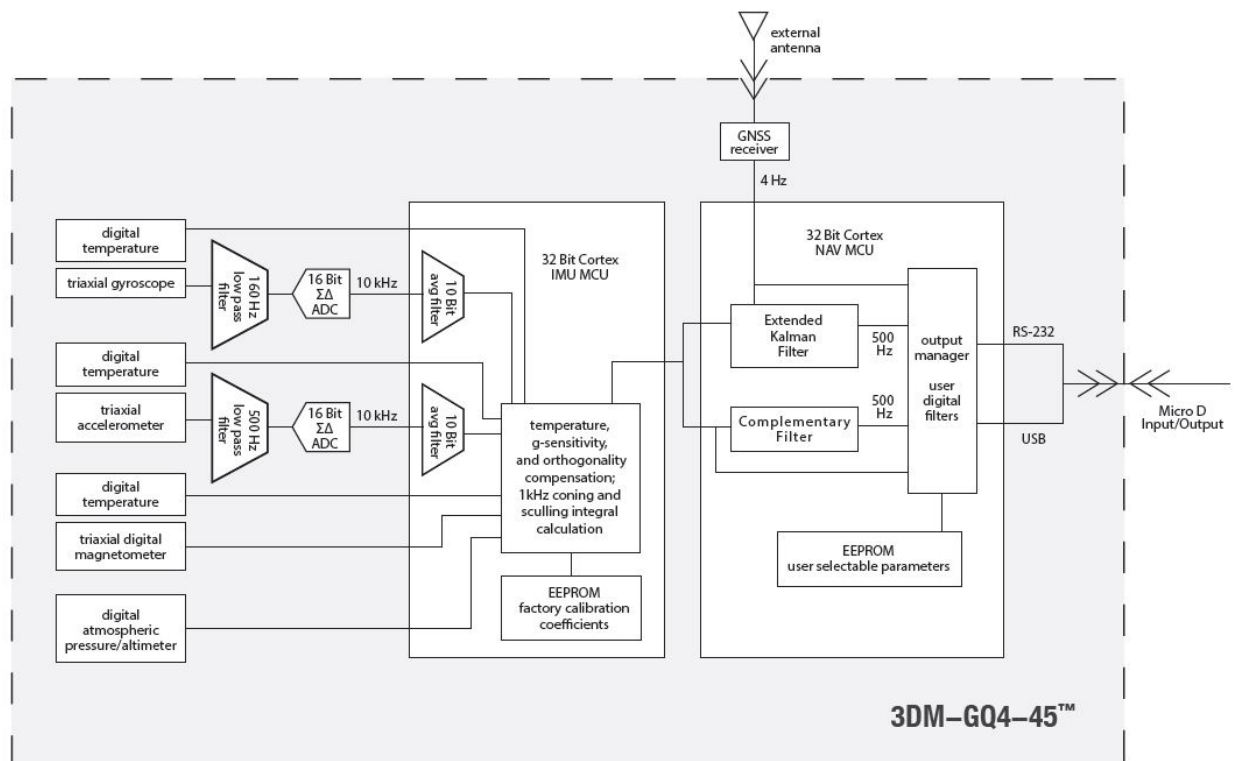 external
antenna
GNSS
receiver
4 Hz
digital
temperature
triaxial gyroscope
160 Hz
low pass
filter
16 Bit
ΣΔ
ADC
10 kHz
10 Bit
avg filter
32 Bit Cortex
IMU MCU
digital
temperature
triaxial
accelerometer
500 Hz
low pass
filter
16 Bit
ΣΔ
ADC
10 kHz
10 Bit
avg filter
digital
temperature
triaxial digital
magnetometer
digital
atmospheric
pressure/altimeter
temperature,
g-sensitivity,
and orthogonality
compensation;
1kHz coning and
sculling integral
calculation
EEPROM
factory calibration
coefficients
32 Bit Cortex
NAV MCU
Extended
Kalman
Filter
500
Hz
Complementary
Filter
500
Hz
output
manager
user
digital
filters
EEPROM
user selectable parameters
RS-232
USB
Micro D
Input/Output
3DM–GQ4–45™